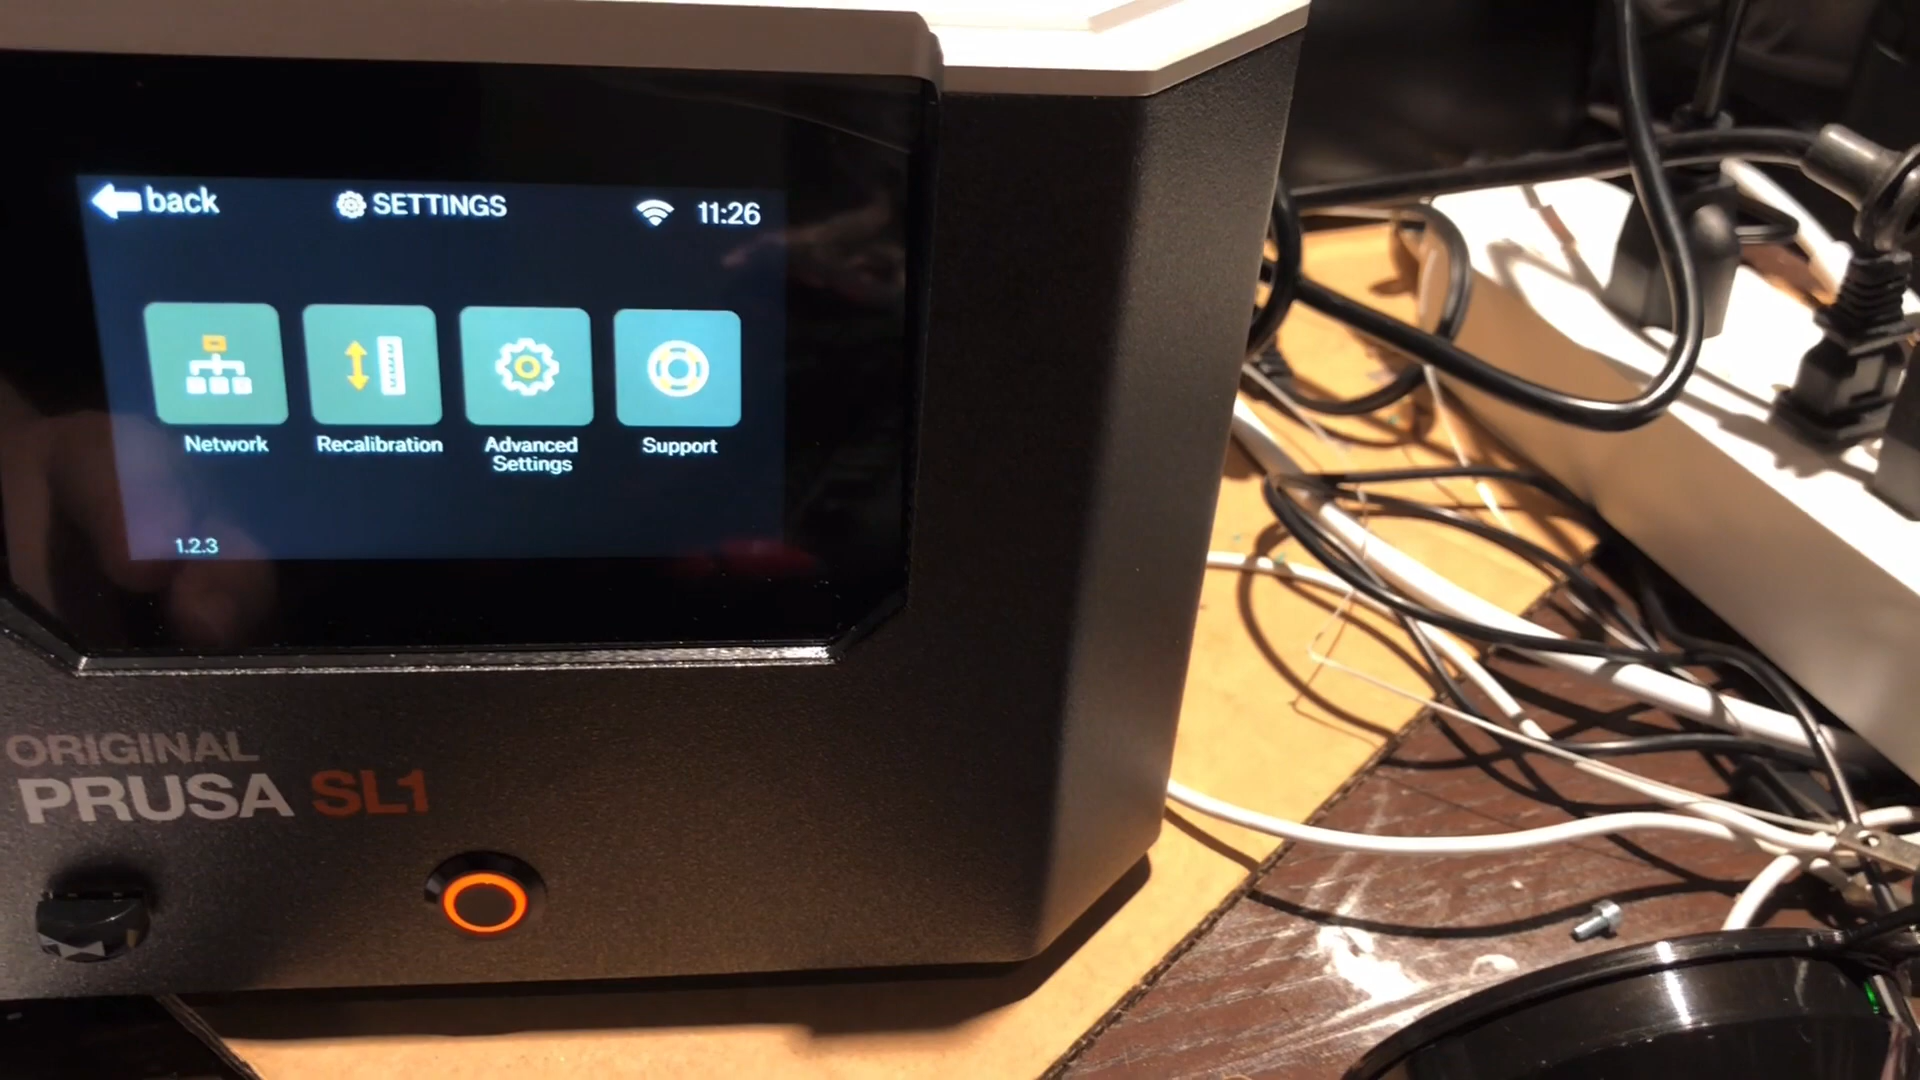 back
SETTINGS
11:26
Network
Recalibration
Advanced
Settings
Support
1.2.3
ORIGINAL
PRUSA SL1